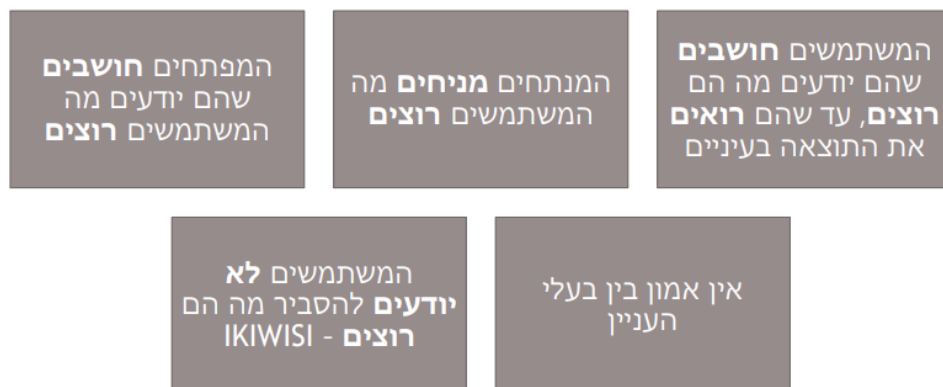 המשתמשים חושבים
שהם יודעים מה הם
רוצים, עד שהם רואים
את התוצאה בעיניים
המנתחים מניחים מה
המשתמשים רוצים
המפתחים חושבים
שהם יודעים מה
המשתמשים רוצים
אין אמון בין בעלי
העניין
המשתמשים לא
יודעים להסביר מה הם
רוצים - IKIWISI